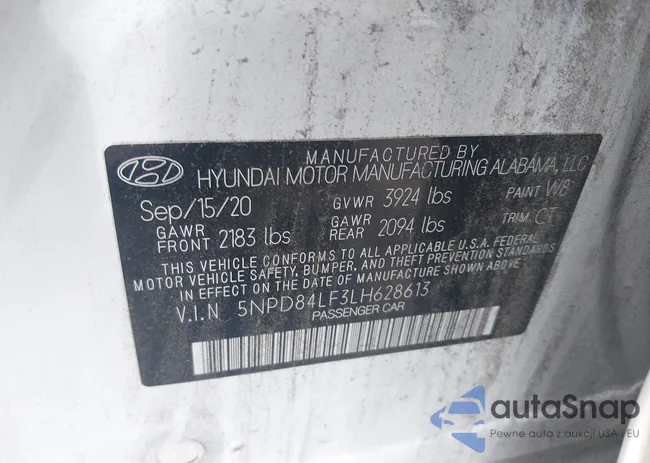 MANUFACTURED BY
HYUNDAI MOTOR MANUFACTURING ALABAMA, LLC
Sep/15/20 GVWR 3924 lbs PAINT W8
GAWR FRONT 2183 lbs GAWR REAR 2094 lbs TRIM CT
THIS VEHICLE CONFORMS TO ALL APPLICABLE U.S.A. FEDERAL
MOTOR VEHICLE SAFETY, BUMPER, AND THEFT PREVENTION STANDARDS
IN EFFECT ON THE DATE OF MANUFACTURE SHOWN ABOVE.
V.I.N 5NPD84LF3LH628613
PASSENGER CAR
autaSnap
Pewne auta z aukcji USA i EU